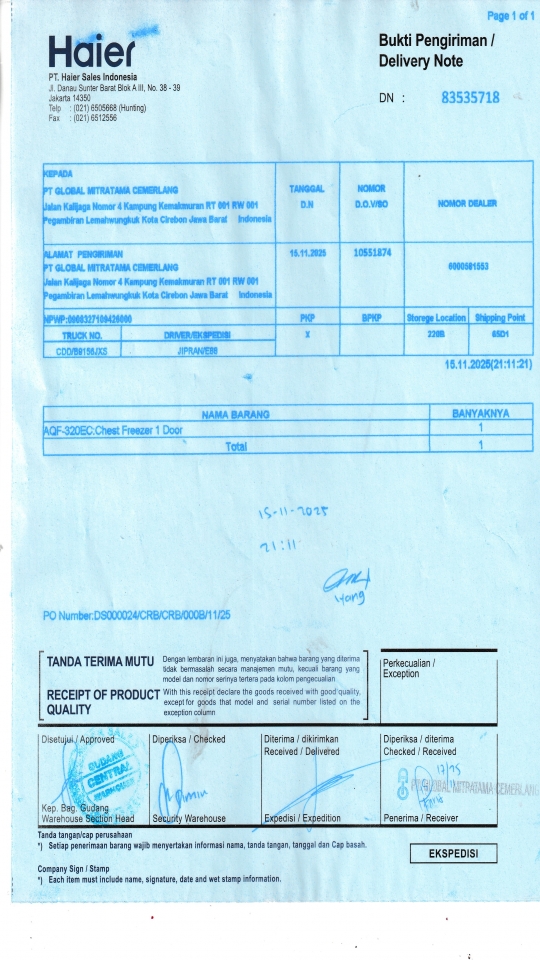 Page 1 of 1
Haier
Bukti Pengiriman /
Delivery Note
PT. Haier Sales Indonesia
Jl. Danau Sunter Barat Blok A III, No. 38 - 39
Jakarta 14350
Telp : (021) 6505668 (Hunting)
Fax : (021) 6512556
DN : 83535718
KEPADA
PT GLOBAL MITRATAMA CEMERLANG
Jalan Kalijaga Nomor 4 Kampung Kemakmuran RT 001 RW 001
Pegambiran Lemahwungkuk Kota Cirebon Jawa Barat Indonesia
TANGGAL
D.N
NOMOR
D.O.V/BO
NOMOR DEALER
ALAMAT PENGIRIMAN
PT GLOBAL MITRATAMA CEMERLANG
Jalan Kalijaga Nomor 4 Kampung Kemakmuran RT 001 RW 001
Pegambiran Lemahwungkuk Kota Cirebon Jawa Barat Indonesia
15.11.2025
10551874
PKP
BPKP
Storege Location
Shipping Point
TRUCK NO.
DRIVER/EKSPEDISI
X
220B
65D1
15.11.2025(21:11:21)
NAMA BARANG
BANYAKNYA
AQF-320EC:Chest Freezer 1 Door
1
Total
1
15-11-2025
21:11
PO Number:DS000024/CRB/CRB/000B/11/25
TANDA TERIMA MUTU
Dengan lembaran ini juga, menyatakan bahwa barang yang diterima
tidak bermasalah secara manajemen mutu, kecuali barang yang
model dan nomor serinya tertera pada kolom pengecualian
RECEIPT OF PRODUCT
QUALITY
With this receipt declare the goods received with good quality,
except for goods that model and serial number listed on the
exception column
Perkecualian /
Exception
Disetujui / Approved
Diperiksa / Checked
Diterima / dikirimkan
Received / Delivered
Diperiksa / diterima
Checked / Received
GUDANG
CENTRAL
WAREHOUSE
PT GLOBAL MITRATAMA CEMERLANG
Kep. Bag. Gudang
Warehouse Section Head
Security Warehouse
Expedisi / Expedition
Penerima / Receiver
Tanda tangan/cap perusahaan
*) Setiap penerimaan barang wajib menyertakan informasi nama, tanda tangan, tanggal dan Cap basah.
EKSPEDISI
Company Sign / Stamp
*) Each item must include name, signature, date and wet stamp information.